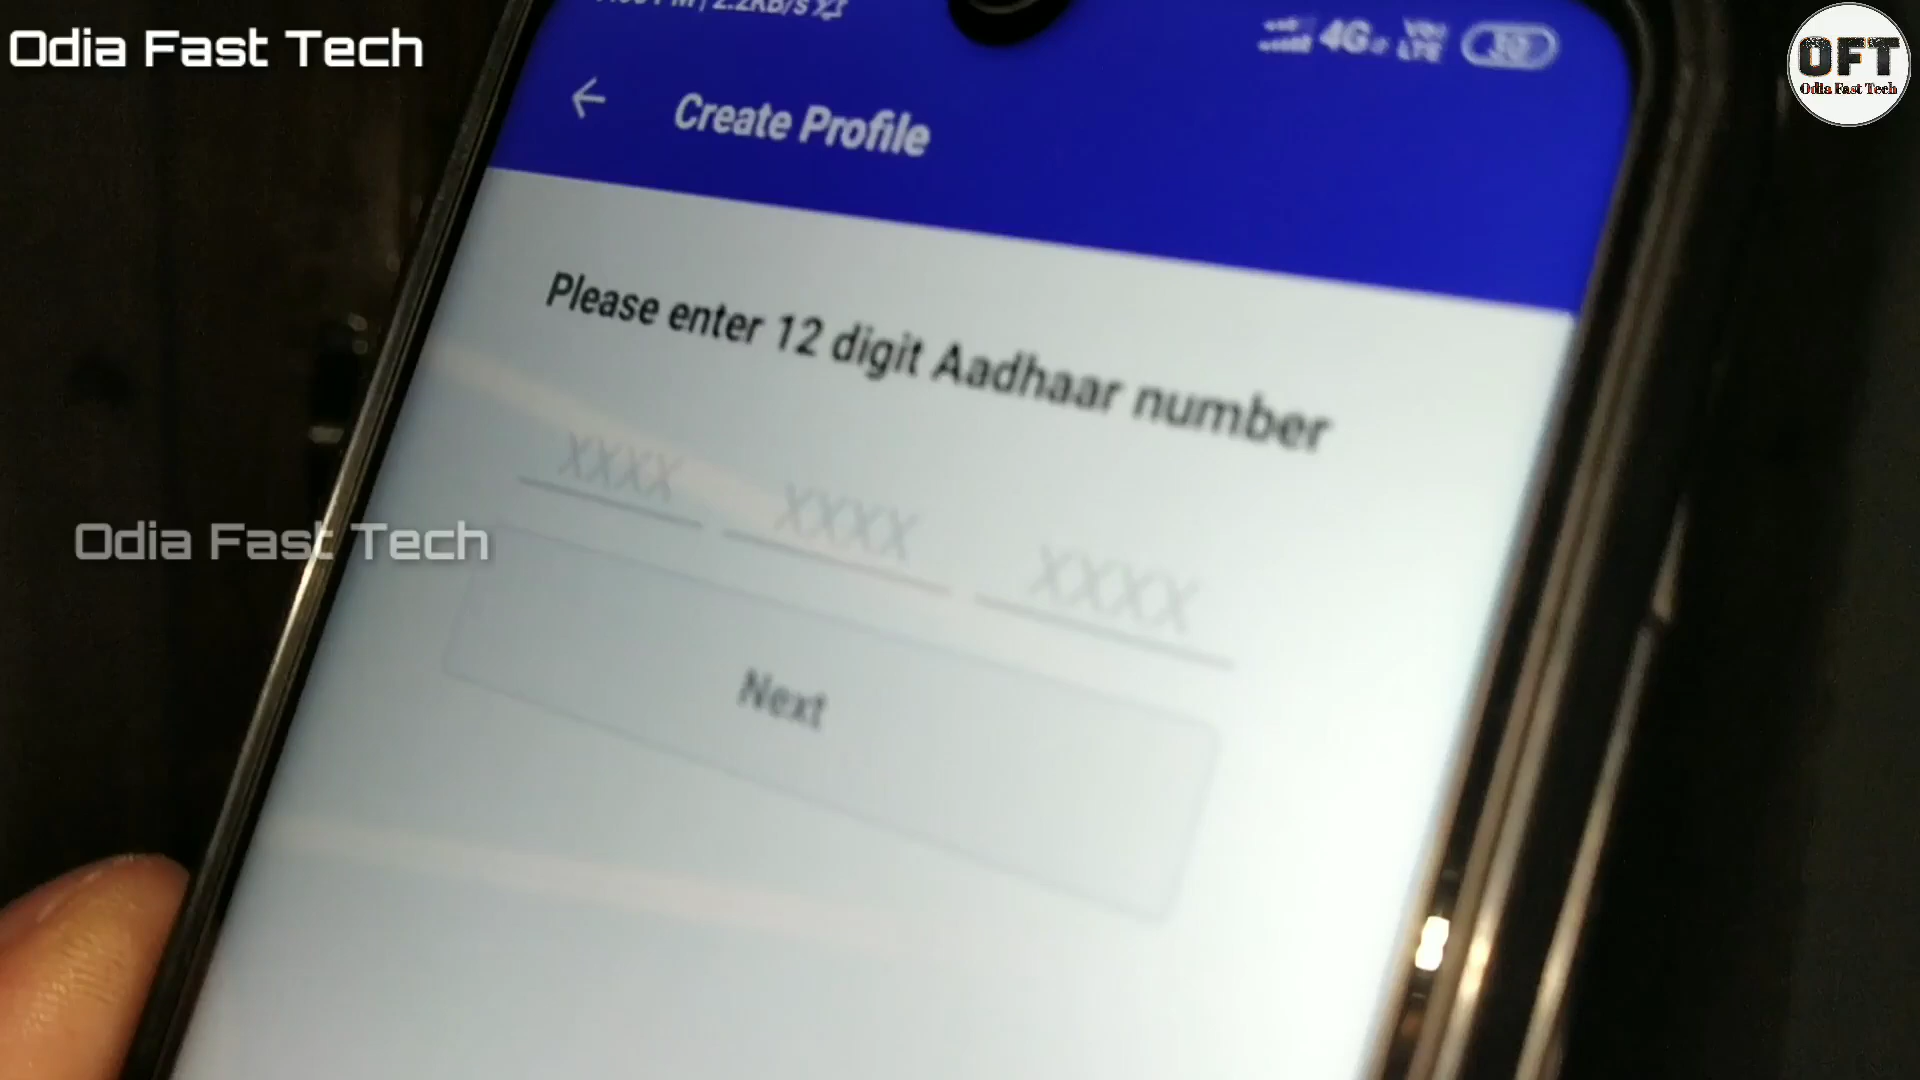 Odia Fast Tech
OFT
Odia Fast Tech
4G
Create Profile
Please enter 12 digit Aadhaar number
XXXX XXXX XXXX
Odia Fast Tech
Next